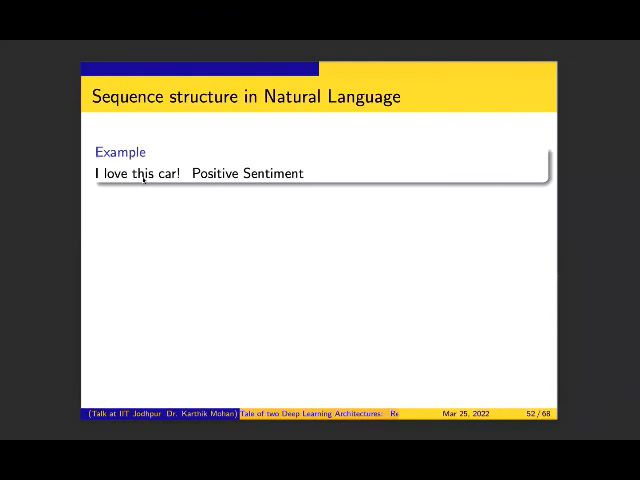 Sequence structure in Natural Language
Example
I love this car! Positive Sentiment
(Talk at IIT Jodhpur Dr. Karthik Mohan) Tale of two Deep Learning Architectures: Re Mar 25, 2022 52 / 68